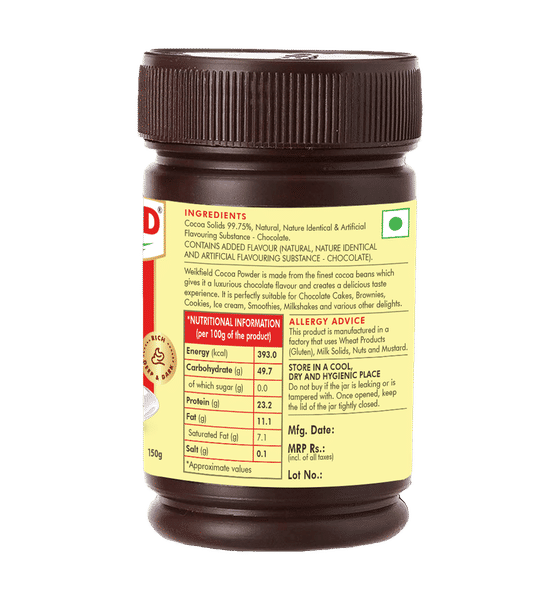 D®
RICH
DEEP & DARK
150g
INGREDIENTS
Cocoa Solids 99.75%, Natural, Nature Identical & Artificial
Flavouring Substance - Chocolate.
CONTAINS ADDED FLAVOUR (NATURAL, NATURE IDENTICAL
AND ARTIFICIAL FLAVOURING SUBSTANCE - CHOCOLATE).
Weikfield Cocoa Powder is made from the finest cocoa beans which
gives it a luxurious chocolate flavour and creates a delicious taste
experience. It is perfectly suitable for Chocolate Cakes, Brownies,
Cookies, Ice cream, Smoothies, Milkshakes and various other delights.
*NUTRITIONAL INFORMATION
(per 100g of the product)
Energy (kcal) 393.0
Carbohydrate (g) 49.7
of which sugar (g) 0.0
Protein (g) 23.2
Fat (g) 11.1
Saturated Fat (g) 7.1
Salt (g) 0.1
*Approximate values
ALLERGY ADVICE
This product is manufactured in a
factory that uses Wheat Products
(Gluten), Milk Solids, Nuts and Mustard.
STORE IN A COOL,
DRY AND HYGIENIC PLACE
Do not buy if the jar is leaking or is
tampered with. Once opened, keep
the lid of the jar tightly closed.
Mfg. Date:
MRP Rs.:
(incl. of all taxes)
Lot No.: